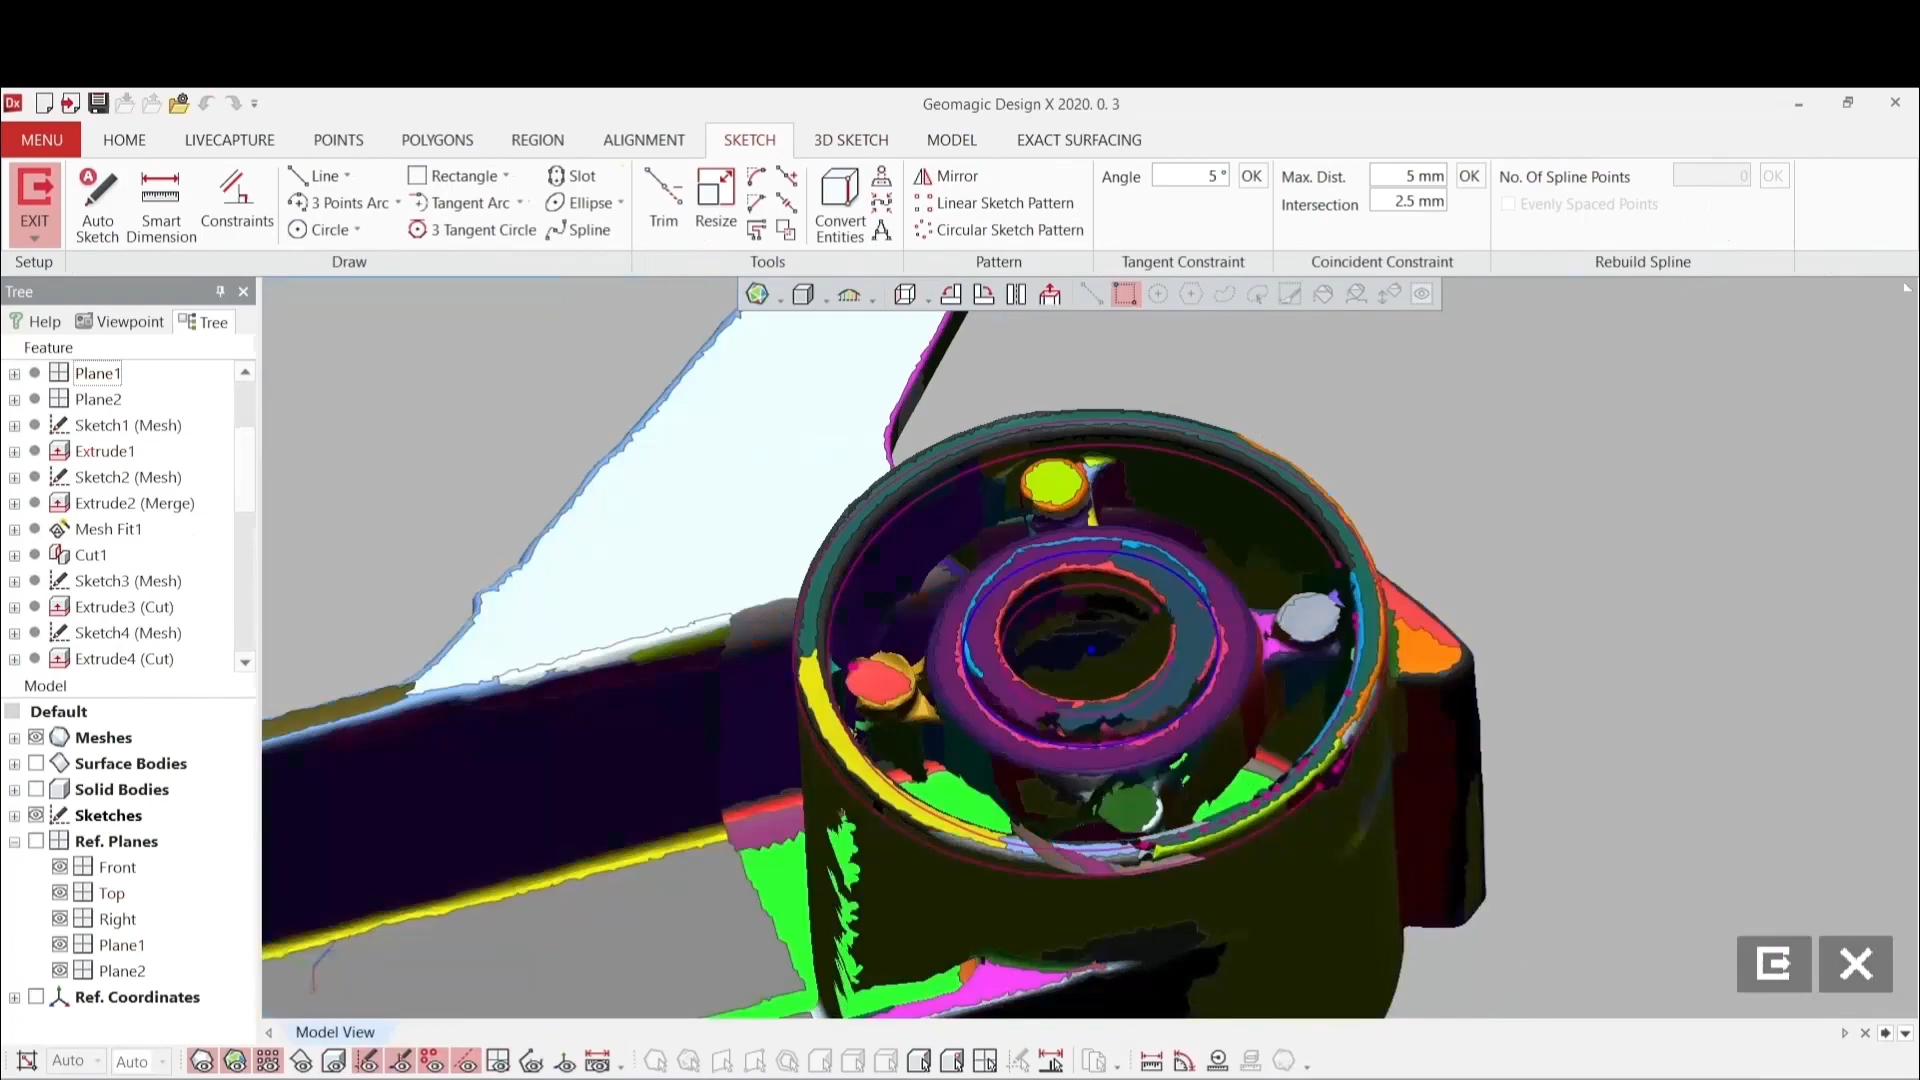 Dx
Geomagic Design X 2020. 0. 3
MENU HOME LIVECAPTURE POINTS POLYGONS REGION ALIGNMENT SKETCH 3D SKETCH MODEL EXACT SURFACING
EXIT
Setup
A
Auto Sketch
Smart Dimension
Constraints
Line
3 Points Arc
Circle
Rectangle
Tangent Arc
3 Tangent Circle
Slot
Ellipse
Spline
Draw
Trim
Resize
Convert Entities
Tools
Mirror
Linear Sketch Pattern
Circular Sketch Pattern
Pattern
Angle 5 ° OK
Tangent Constraint
Max. Dist. 5 mm OK
Intersection 2.5 mm
Coincident Constraint
No. Of Spline Points 0 OK
Evenly Spaced Points
Rebuild Spline
Tree
Help Viewpoint Tree
Feature
Plane1
Plane2
Sketch1 (Mesh)
Extrude1
Sketch2 (Mesh)
Extrude2 (Merge)
Mesh Fit1
Cut1
Sketch3 (Mesh)
Extrude3 (Cut)
Sketch4 (Mesh)
Extrude4 (Cut)
Model
Default
Meshes
Surface Bodies
Solid Bodies
Sketches
Ref. Planes
Front
Top
Right
Plane1
Plane2
Ref. Coordinates
Model View
Auto Auto